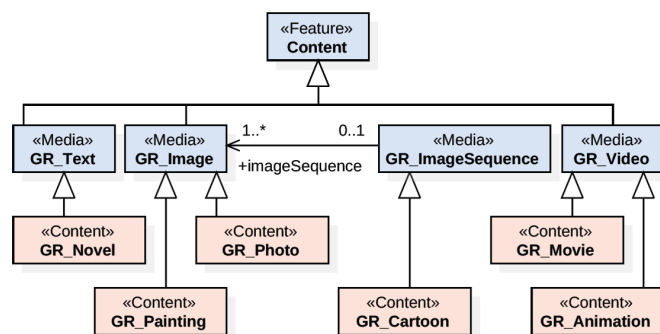 «Feature»
Content
«Media»
GR_Text
«Media»
GR_Image
1..*
0..1
+imageSequence
«Media»
GR_ImageSequence
«Media»
GR_Video
«Content»
GR_Novel
«Content»
GR_Photo
«Content»
GR_Movie
«Content»
GR_Painting
«Content»
GR_Cartoon
«Content»
GR_Animation